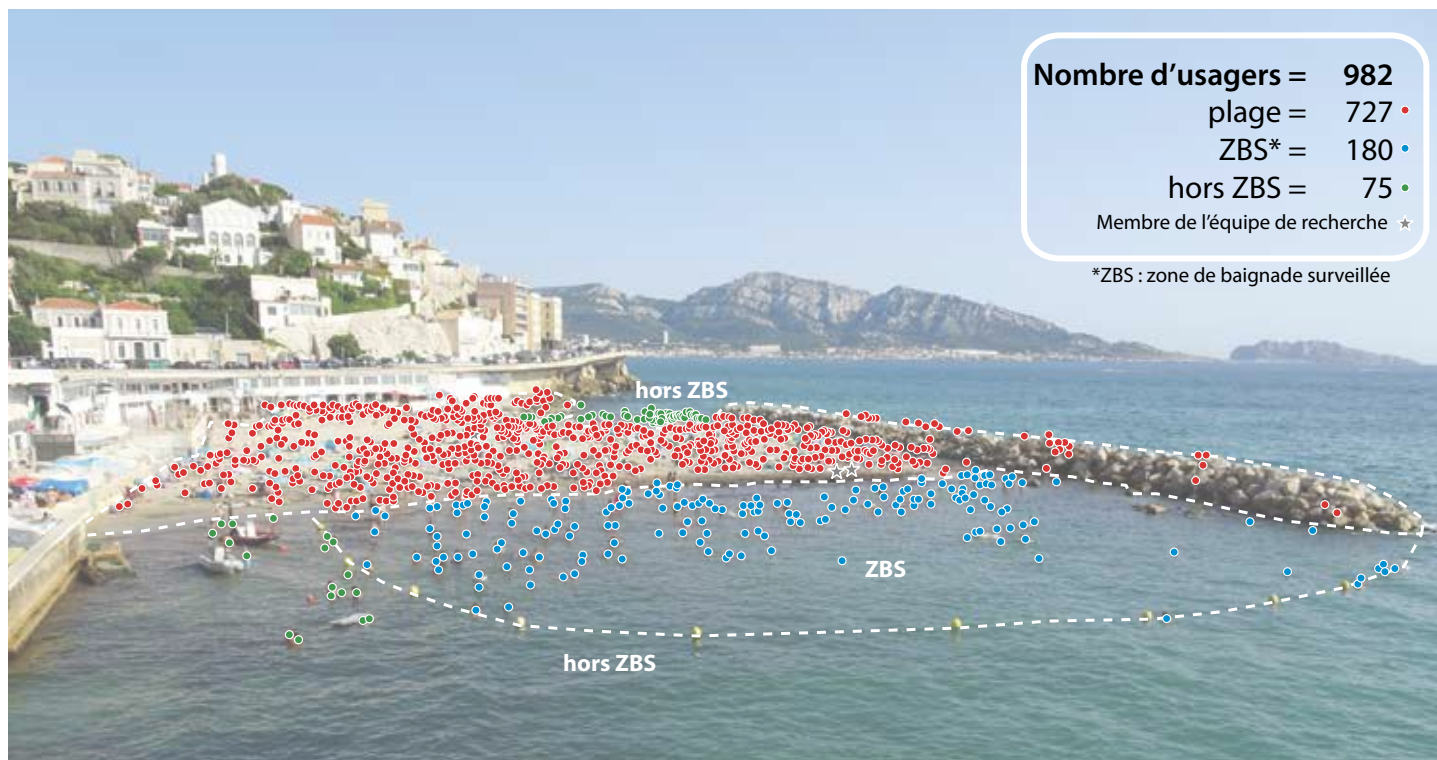 Nombre d'usagers = 982
plage = 727
ZBS* = 180
hors ZBS = 75
Membre de l'équipe de recherche
*ZBS : zone de baignade surveillée
hors ZBS
ZBS
hors ZBS